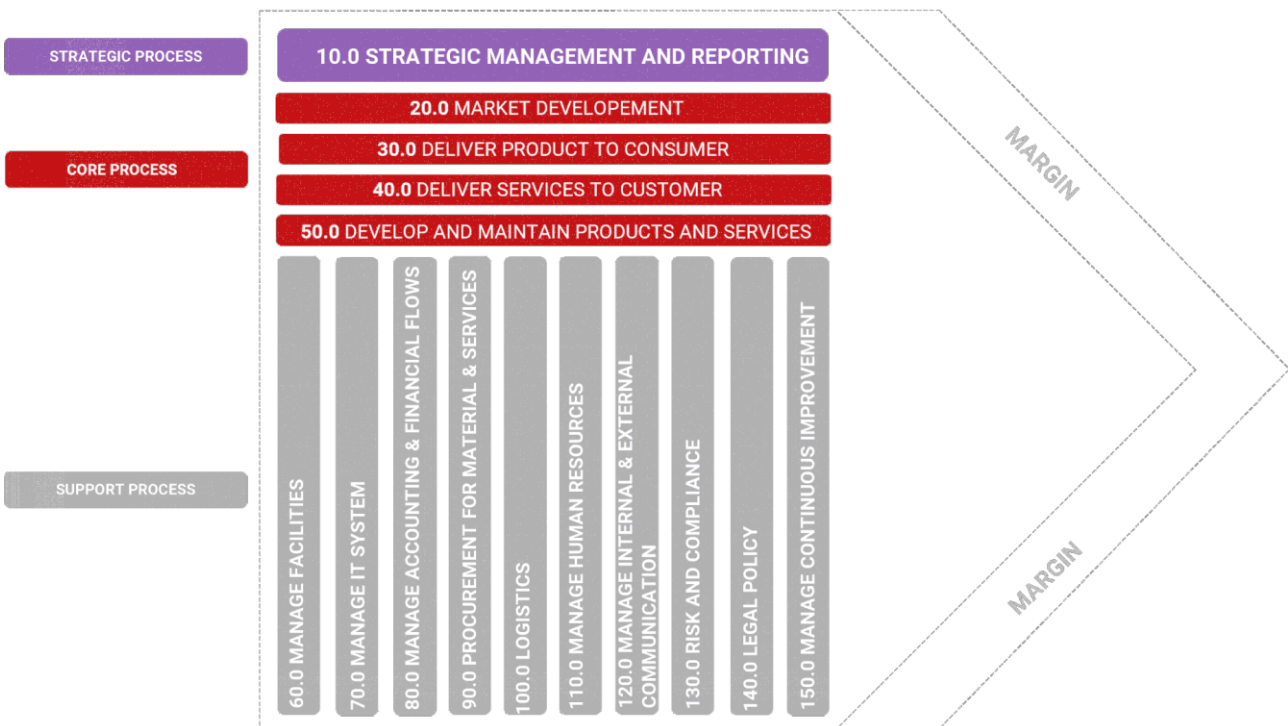 STRATEGIC PROCESS
10.0 STRATEGIC MANAGEMENT AND REPORTING
20.0 MARKET DEVELOPEMENT
CORE PROCESS
30.0 DELIVER PRODUCT TO CONSUMER
40.0 DELIVER SERVICES TO CUSTOMER
50.0 DEVELOP AND MAINTAIN PRODUCTS AND SERVICES
SUPPORT PROCESS
60.0 MANAGE FACILITIES
70.0 MANAGE IT SYSTEM
80.0 MANAGE ACCOUNTING & FINANCIAL FLOWS
90.0 PROCUREMENT FOR MATERIAL & SERVICES
100.0 LOGISTICS
110.0 MANAGE HUMAN RESOURCES
120.0 MANAGE INTERNAL & EXTERNAL
COMMUNICATION
130.0 RISK AND COMPLIANCE
140.0 LEGAL POLICY
150.0 MANAGE CONTINUOUS IMPROVEMENT
MARGIN
MARGIN